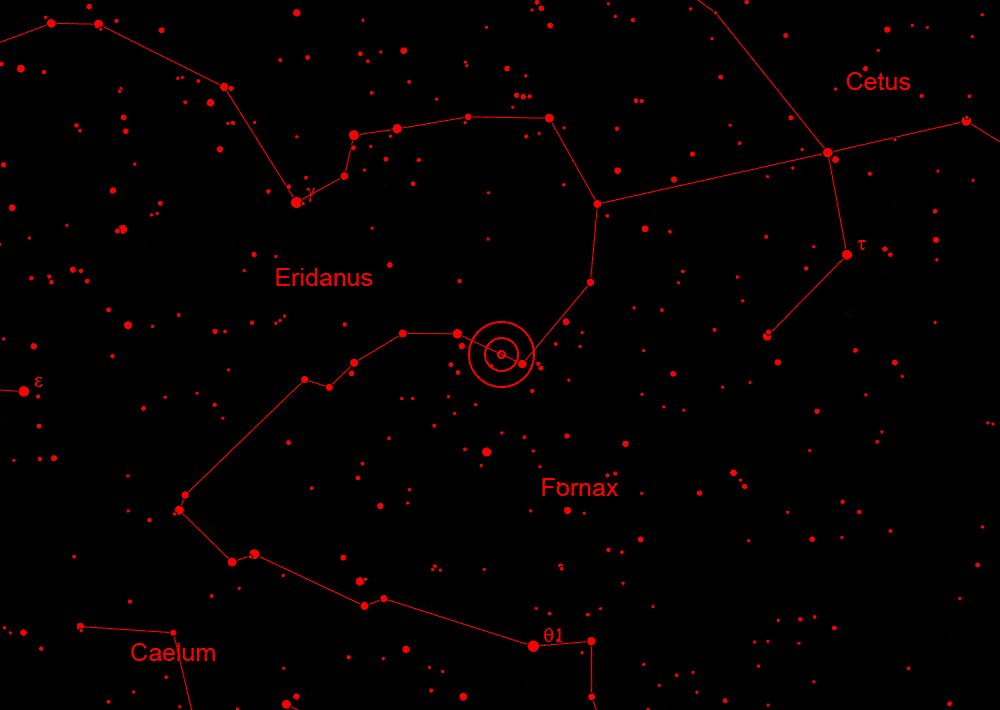 Cetus
γ
τ
Eridanus
ε
Fornax
θ1
Caelum